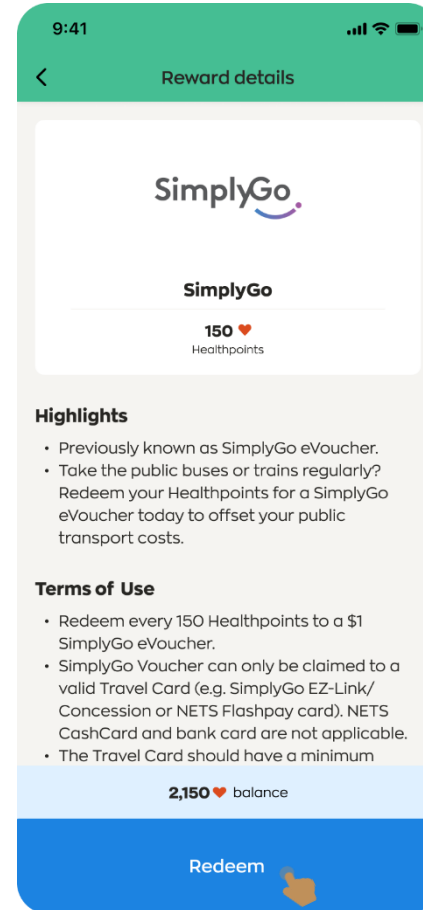 9:41
Reward details
SimplyGo
SimplyGo
150
Healthpoints
Highlights
• Previously known as SimplyGo eVoucher.
• Take the public buses or trains regularly?
Redeem your Healthpoints for a SimplyGo
eVoucher today to offset your public
transport costs.
Terms of Use
• Redeem every 150 Healthpoints to a $1
SimplyGo eVoucher.
• SimplyGo Voucher can only be claimed to a
valid Travel Card (e.g. SimplyGo EZ-Link/
Concession or NETS Flashpay card). NETS
CashCard and bank card are not applicable.
• The Travel Card should have a minimum
2,150 balance
Redeem